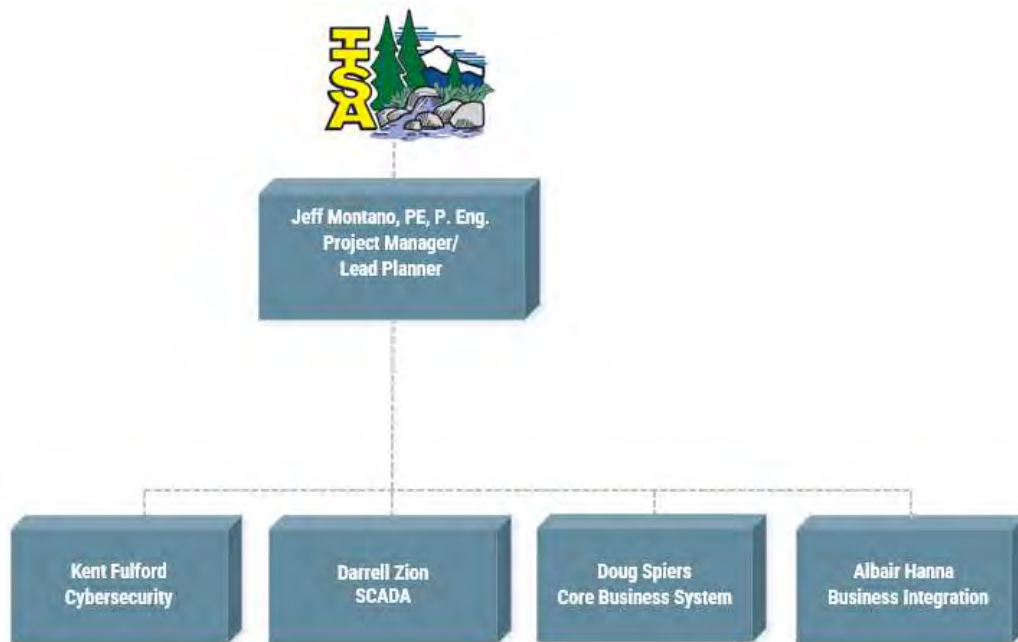 TTSA
Jeff Montano, PE, P. Eng.
Project Manager/
Lead Planner
Kent Fulford
Cybersecurity
Darrell Zion
SCADA
Doug Spiers
Core Business System
Albair Hanna
Business Integration